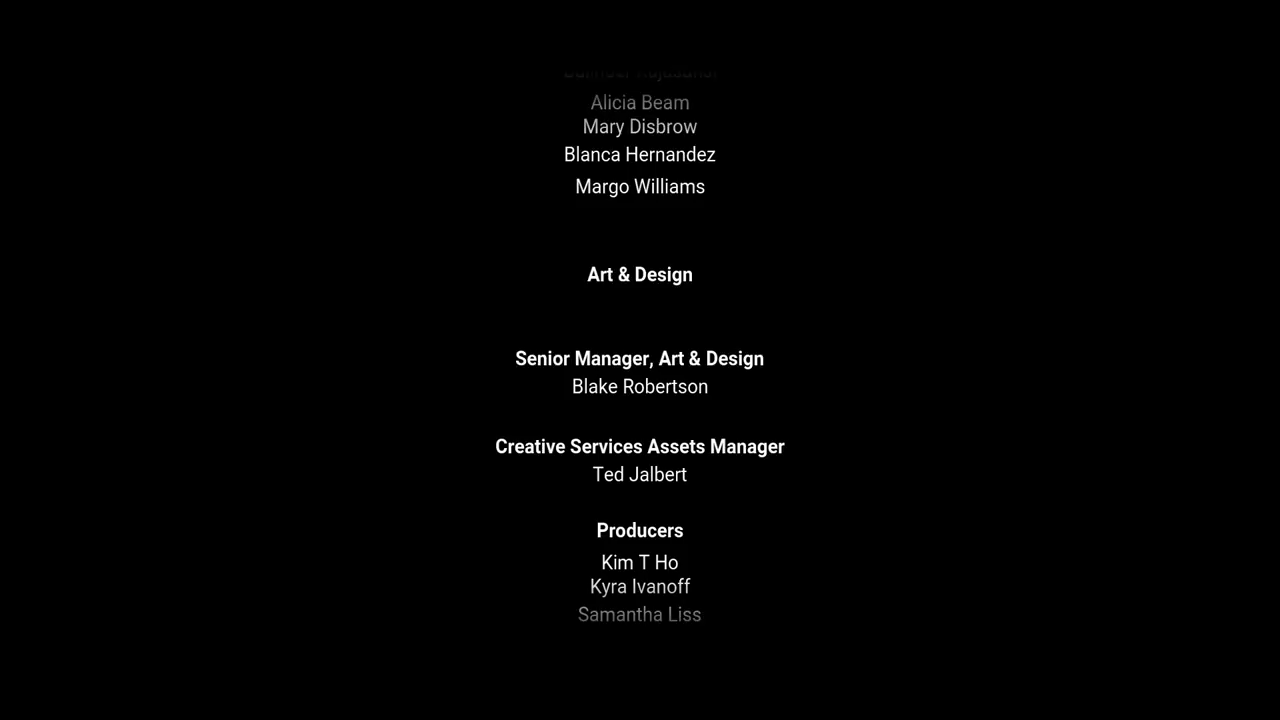 Alicia Beam
Mary Disbrow
Blanca Hernandez
Margo Williams
Art & Design
Senior Manager, Art & Design
Blake Robertson
Creative Services Assets Manager
Ted Jalbert
Producers
Kim T Ho
Kyra Ivanoff
Samantha Liss